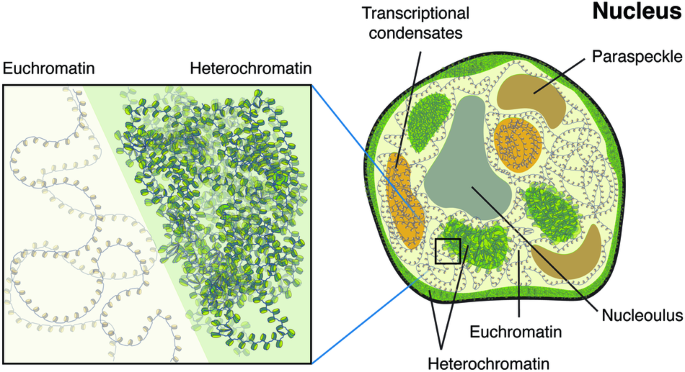 Nucleus
Transcriptional
condensates
Paraspeckle
Euchromatin
Heterochromatin
Nucleoulus
Euchromatin
Heterochromatin